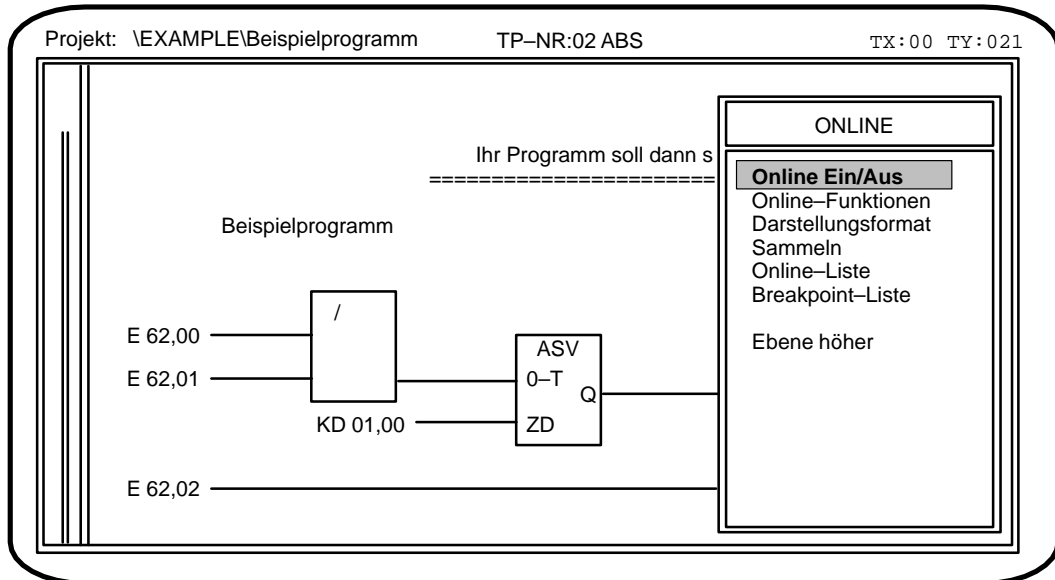 Projekt: \EXAMPLE\Beispielprogramm TP–NR:02 ABS TX:00 TY:021
ONLINE
Ihr Programm soll dann s
=======================
Online Ein/Aus
Online–Funktionen
Darstellungsformat
Sammeln
Online–Liste
Breakpoint–Liste
Ebene höher
Beispielprogramm
/
E 62,00
E 62,01
ASV
0–T
Q
KD 01,00
ZD
E 62,02